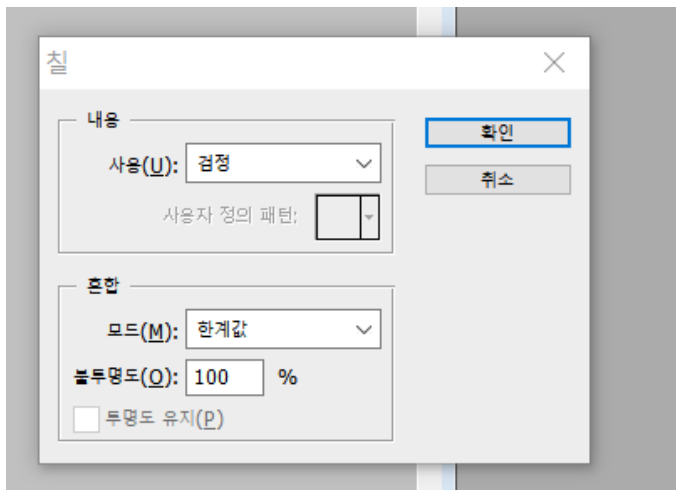 칠
내용
사용(U): 검정
사용자 정의 패턴:
확인
취소
혼합
모드(M): 한계값
불투명도(O): 100 %
투명도 유지(P)